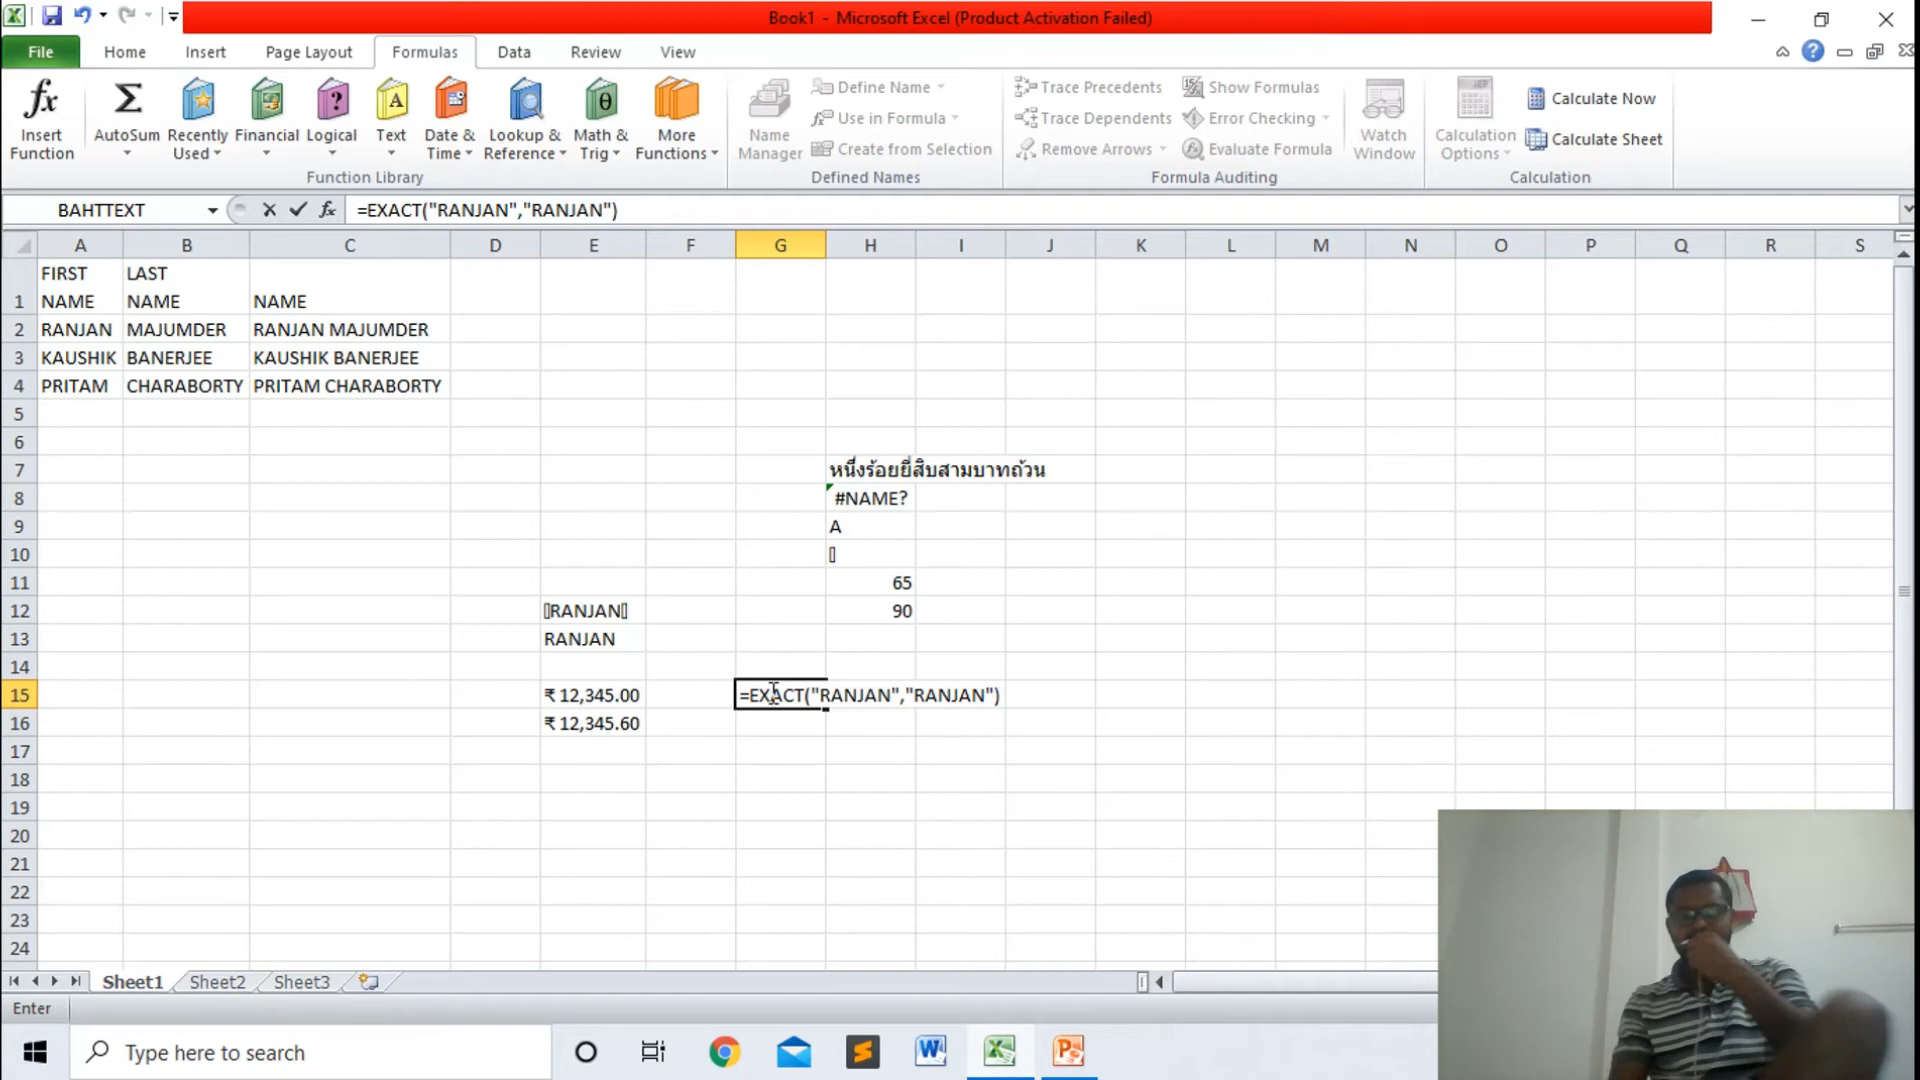 Book1 - Microsoft Excel (Product Activation Failed)
File Home Insert Page Layout Formulas Data Review View
Insert Function
AutoSum
Recently Used
Financial
Logical
Text
Date & Time
Lookup & Reference
Math & Trig
More Functions
Function Library
Name Manager
Define Name
Use in Formula
Create from Selection
Defined Names
Trace Precedents
Trace Dependents
Remove Arrows
Show Formulas
Error Checking
Evaluate Formula
Formula Auditing
Watch Window
Calculation Options
Calculate Now
Calculate Sheet
Calculation
BAHTTEXT fx =EXACT("RANJAN","RANJAN")
A B C D E F G H I J K L M N O P Q R S
FIRST LAST
1 NAME NAME NAME
2 RANJAN MAJUMDER RANJAN MAJUMDER
3 KAUSHIK BANERJEE KAUSHIK BANERJEE
4 PRITAM CHARABORTY PRITAM CHARABORTY
5
6
7 หนึ่งร้อยยี่สิบสามบาทถ้วน
8 #NAME?
9 A
10
11 65
12 RANJAN 90
13 RANJAN
14
15 ₹ 12,345.00 =EXACT("RANJAN","RANJAN")
16 ₹ 12,345.60
17
18
19
20
21
22
23
24
Sheet1 Sheet2 Sheet3
Enter
Type here to search